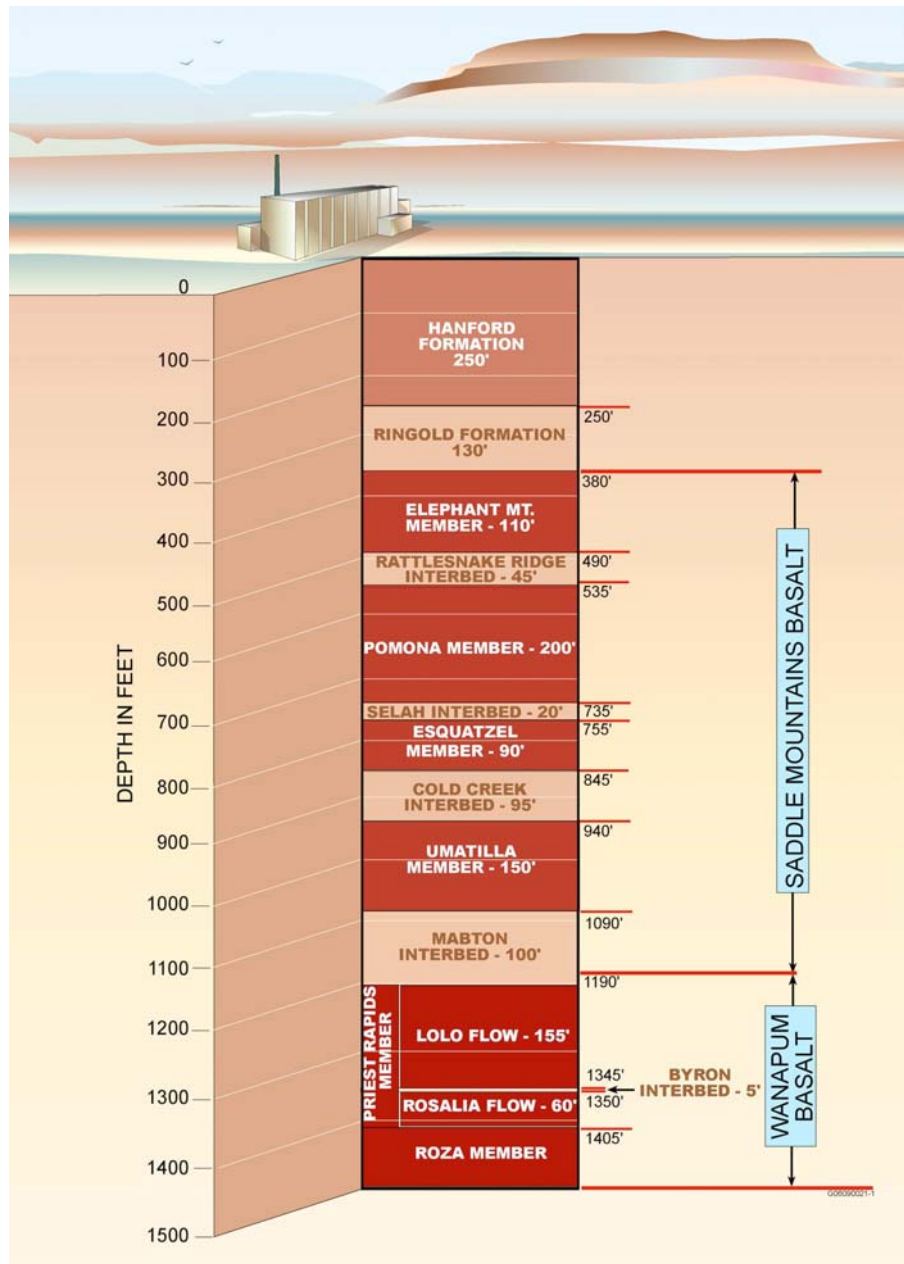 0
100
200
300
400
500
600
700
800
900
1000
1100
1200
1300
1400
1500
DEPTH IN FEET
HANFORD
FORMATION
250'
250'
RINGOLD FORMATION
130'
380'
ELEPHANT MT.
MEMBER - 110'
490'
RATTLESNAKE RIDGE
INTERBED - 45'
535'
POMONA MEMBER - 200'
735'
SELAH INTERBED - 20'
755'
ESQUATZEL
MEMBER - 90'
845'
COLD CREEK
INTERBED - 95'
940'
UMATILLA
MEMBER - 150'
1090'
MABTON
INTERBED - 100'
1190'
PRIEST RAPIDS
MEMBER
LOLO FLOW - 155'
1345'
BYRON
INTERBED - 5'
1350'
ROSALIA FLOW - 60'
1405'
ROZA MEMBER
SADDLE MOUNTAINS BASALT
WANAPUM
BASALT
G06090021-1